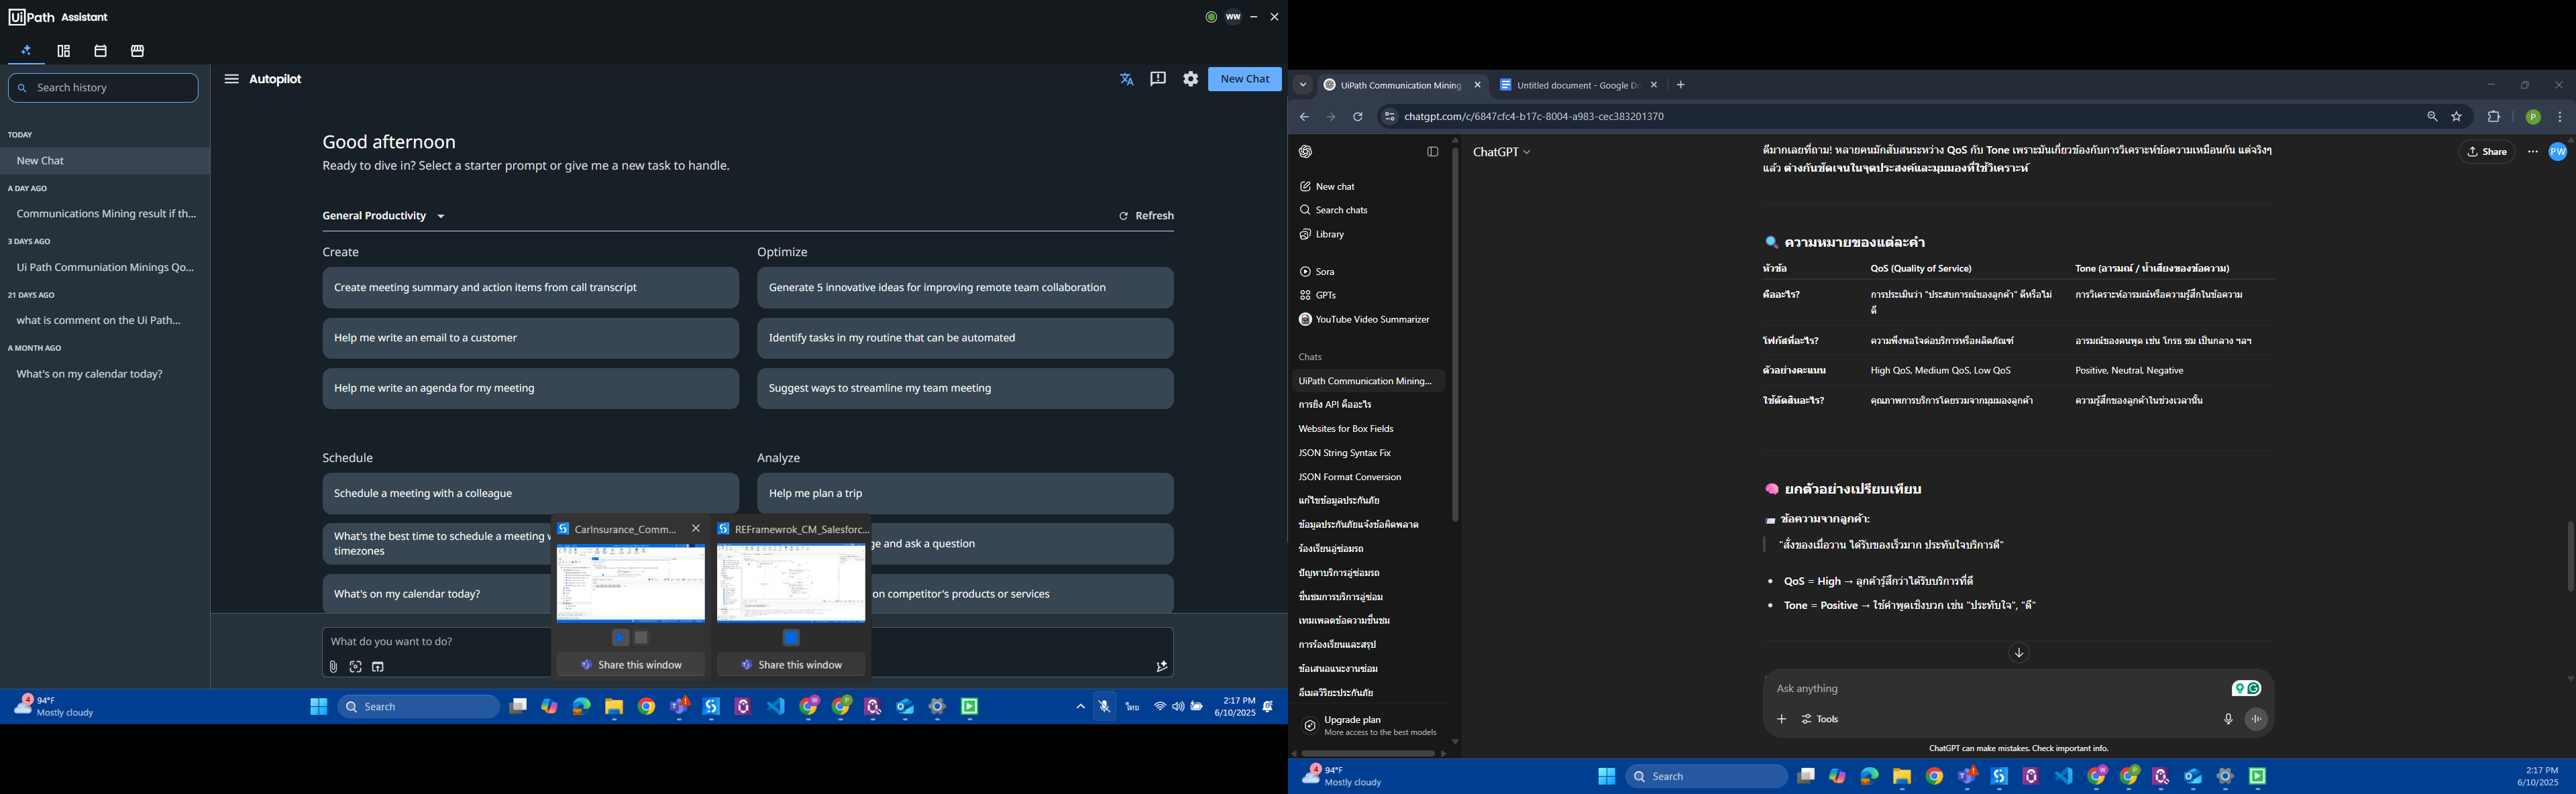 UiPath Assistant
WW
Search history
TODAY
New Chat
A DAY AGO
Communications Mining result if th...
3 DAYS AGO
Ui Path Communiation Minings Qo...
21 DAYS AGO
what is comment on the Ui Path...
A MONTH AGO
What's on my calendar today?
Autopilot
New Chat
Good afternoon
Ready to dive in? Select a starter prompt or give me a new task to handle.
General Productivity
Refresh
Create
Create meeting summary and action items from call transcript
Help me write an email to a customer
Help me write an agenda for my meeting
Optimize
Generate 5 innovative ideas for improving remote team collaboration
Identify tasks in my routine that can be automated
Suggest ways to streamline my team meeting
Schedule
Schedule a meeting with a colleague
What's the best time to schedule a meeting
timezones
What's on my calendar today?
Analyze
Help me plan a trip
ge and ask a question
on competitor's products or services
CarInsurance_Comm...
Share this window
REFramewrok_CM_Salesforc...
Share this window
What do you want to do?
4
94°F
Mostly cloudy
Search
ไทย
2:17 PM
6/10/2025
UiPath Communication Mining
Untitled document - Google Do
chatgpt.com/c/6847cfc4-b17c-8004-a983-cec383201370
P
New chat
Search chats
Library
Sora
GPTs
YouTube Video Summarizer
Chats
UiPath Communication Mining...
การยิง API คืออะไร
Websites for Box Fields
JSON String Syntax Fix
JSON Format Conversion
แก้ไขข้อมูลประกันภัย
ข้อมูลประกันภัยแจ้งข้อผิดพลาด
ร้องเรียนอู่ซ่อมรถ
ปัญหาบริการอู่ซ่อมรถ
ชื่นชมการบริการอู่ซ่อม
เทมเพลตข้อความชื่นชม
การร้องเรียนและสรุป
ข้อเสนอแนะงานซ่อม
อีเมลวิริยะประกันภัย
Upgrade plan
More access to the best models
ChatGPT
Share
PW
ดีมากเลยที่ถาม! หลายคนมักสับสนระหว่าง QoS กับ Tone เพราะมันเกี่ยวข้องกับการวิเคราะห์ข้อความเหมือนกัน แต่จริงๆ
แล้ว ต่างกันชัดเจนในจุดประสงค์และมุมมองที่ใช้วิเคราะห์
ความหมายของแต่ละคำ
หัวข้อ QoS (Quality of Service) Tone (อารมณ์ / น้ำเสียงของข้อความ)
คืออะไร? การประเมินว่า "ประสบการณ์ของลูกค้า" ดีหรือไม่ การวิเคราะห์อารมณ์หรือความรู้สึกในข้อความ
ดี
โฟกัสที่อะไร? ความพึงพอใจต่อบริการหรือผลิตภัณฑ์ อารมณ์ของคนพูด เช่น โกรธ ชม เป็นกลาง ฯลฯ
ตัวอย่างคะแนน High QoS, Medium QoS, Low QoS Positive, Neutral, Negative
ใช้ตัดสินอะไร? คุณภาพการบริการโดยรวมจากมุมมองลูกค้า ความรู้สึกของลูกค้าในช่วงเวลานั้น
ยกตัวอย่างเปรียบเทียบ
ข้อความจากลูกค้า:
"สั่งของเมื่อวาน ได้รับของเร็วมาก ประทับใจบริการดี"
QoS = High → ลูกค้ารู้สึกว่าได้รับบริการที่ดี
Tone = Positive → ใช้คำพูดเชิงบวก เช่น "ประทับใจ", "ดี"
Ask anything
Tools
ChatGPT can make mistakes. Check important info.
4
94°F
Mostly cloudy
Search
2:17 PM
6/10/2025